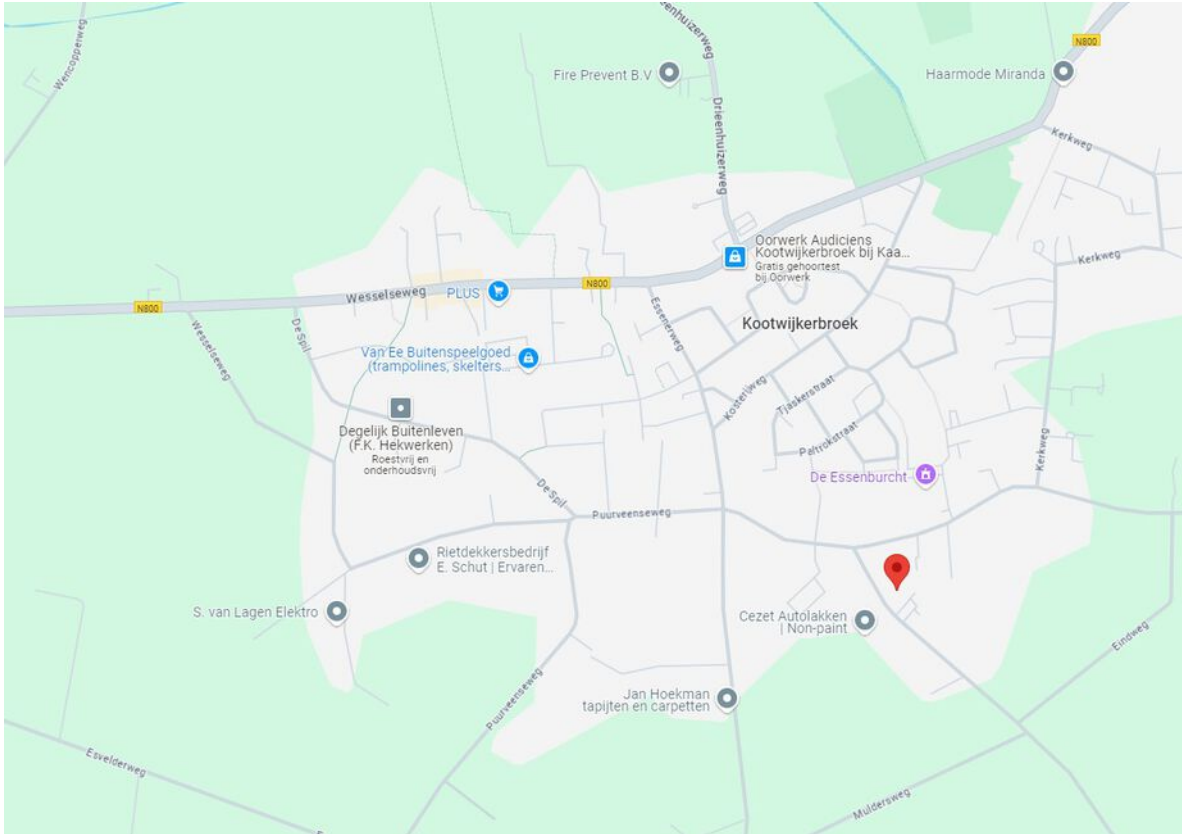 Wencopperweg
Drieenhuizerweg
N800
Fire Prevent B.V
Haarmode Miranda
Drieenhuizerweg
Kerkweg
Oorwerk Audiciens
Kootwijkerbroek bij Kaa...
Gratis gehoortest
bij Oorwerk
Kerkweg
N800
Wesselseweg
PLUS
N800
De Spil
Wesselseweg
Essenerweg
Kootwijkerbroek
Van Ee Buitenspeelgoed
(trampolines, skelters...
Kosterijweg
Tjaskerstraat
Degelijk Buitenleven
(F.K. Hekwerken)
Roestvrij en
onderhoudsvrij
Paltrokstraat
Kerkweg
De Essenburcht
De Spil
Puurveenseweg
Rietdekkersbedrijf
E. Schut | Ervaren...
S. van Lagen Elektro
Cezet Autolakken
| Non-paint
Eindweg
Puurveenseweg
Jan Hoekman
tapijten en carpetten
Esvelderweg
Muldersweg